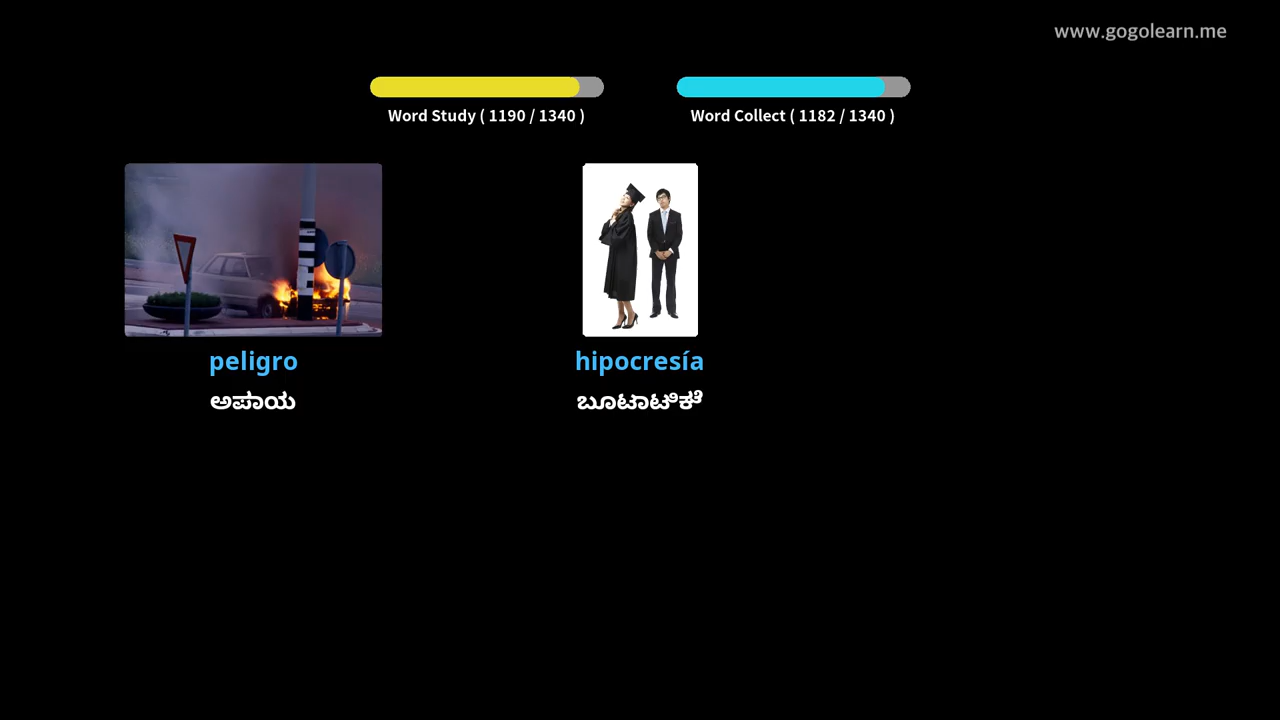 www.gogolearn.me
Word Study ( 1190 / 1340 )
Word Collect ( 1182 / 1340 )
peligro
hipocresía
ಅಪಾಯ
ಬೂಟಾಟಿಕೆ